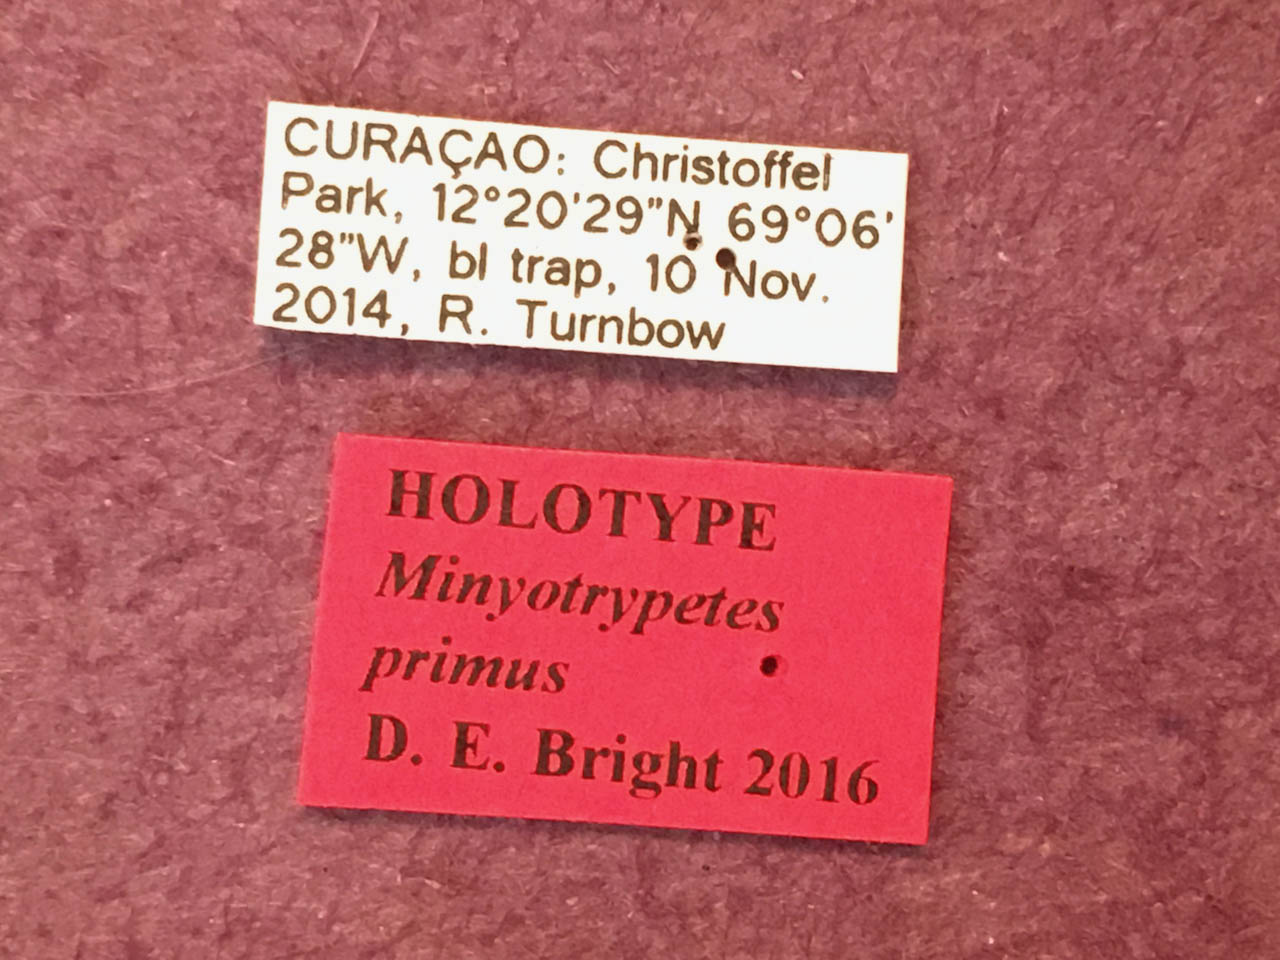 CURAÇAO: Christoffel
Park, 12°20'29"N 69°06'
28"W, bl trap, 10 Nov.
2014, R. Turnbow
HOLOTYPE
Minyotrypetes
primus
D. E. Bright 2016